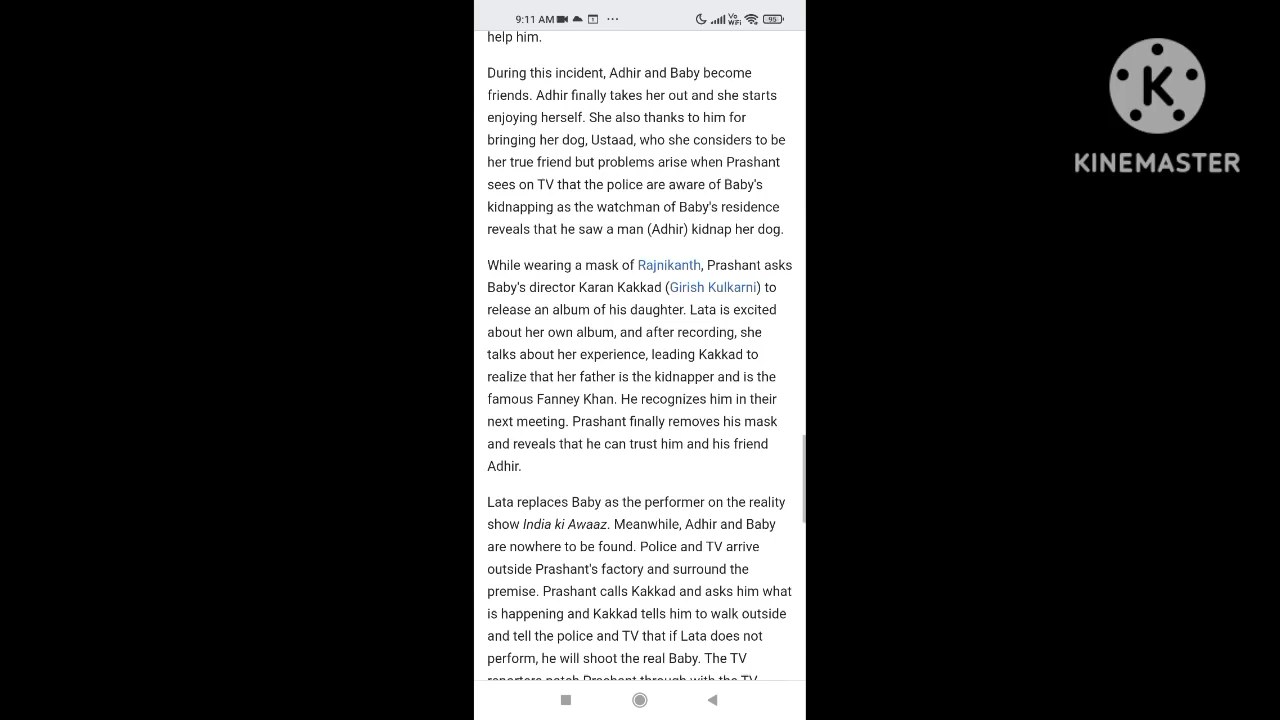 9:11 AM
Vo
WiFi
95
help him.
During this incident, Adhir and Baby become
friends. Adhir finally takes her out and she starts
enjoying herself. She also thanks to him for
bringing her dog, Ustaad, who she considers to be
her true friend but problems arise when Prashant
sees on TV that the police are aware of Baby's
kidnapping as the watchman of Baby's residence
reveals that he saw a man (Adhir) kidnap her dog.
While wearing a mask of Rajnikanth, Prashant asks
Baby's director Karan Kakkad (Girish Kulkarni) to
release an album of his daughter. Lata is excited
about her own album, and after recording, she
talks about her experience, leading Kakkad to
realize that her father is the kidnapper and is the
famous Fanney Khan. He recognizes him in their
next meeting. Prashant finally removes his mask
and reveals that he can trust him and his friend
Adhir.
Lata replaces Baby as the performer on the reality
show India ki Awaaz. Meanwhile, Adhir and Baby
are nowhere to be found. Police and TV arrive
outside Prashant's factory and surround the
premise. Prashant calls Kakkad and asks him what
is happening and Kakkad tells him to walk outside
and tell the police and TV that if Lata does not
perform, he will shoot the real Baby. The TV
reporters patch Prashant through with the TV
K
KINEMASTER